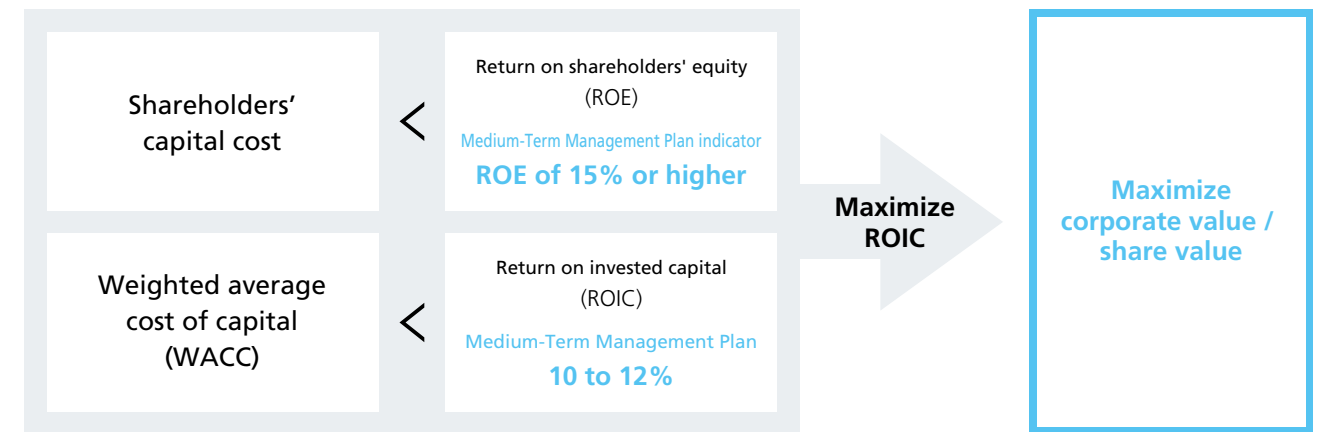 Shareholders’
capital cost
<
Return on shareholders' equity
(ROE)
Medium-Term Management Plan indicator
ROE of 15% or higher
Weighted average
cost of capital
(WACC)
<
Return on invested capital
(ROIC)
Medium-Term Management Plan
10 to 12%
Maximize
ROIC
Maximize
corporate value /
share value